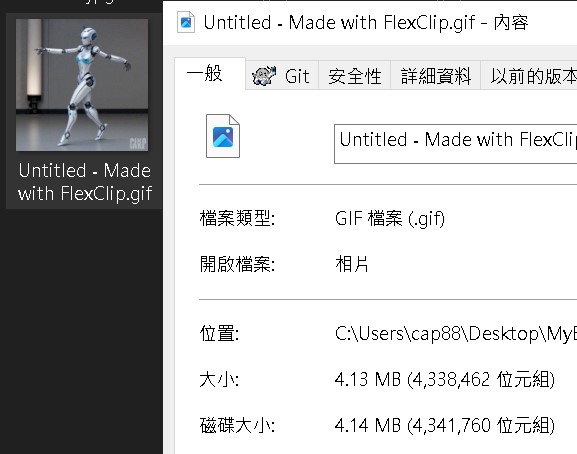 Untitled - Made with FlexClip.gif - 內容
一般
Git
安全性
詳細資料
以前的版本
Untitled - Made
with FlexClip.gif
Untitled - Made with FlexClip
檔案類型:
GIF 檔案 (.gif)
開啟檔案:
相片
位置:
C:\Users\cap88\Desktop\MyE
大小:
4.13 MB (4,338,462 位元組)
磁碟大小:
4.14 MB (4,341,760 位元組)